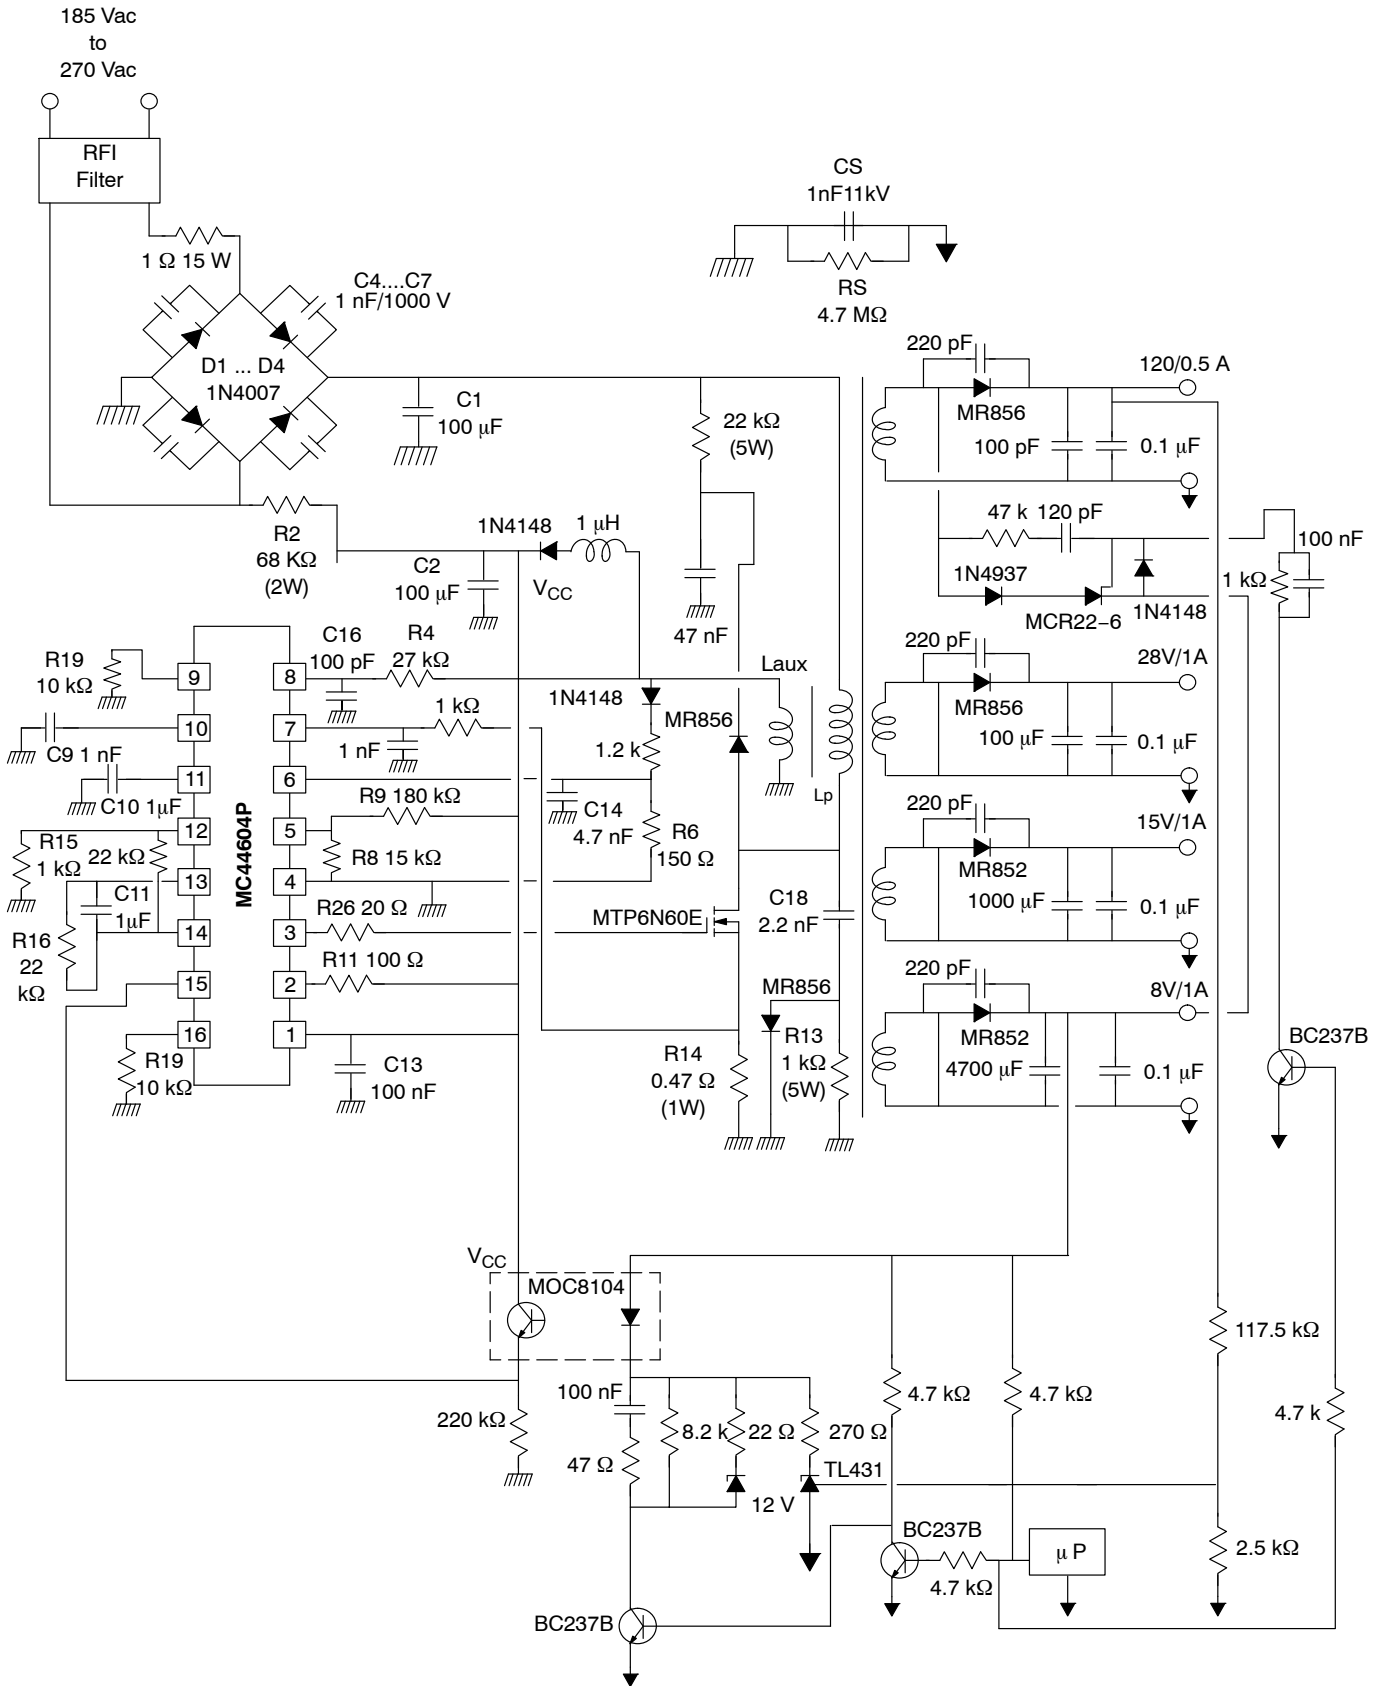 185 Vac
to
270 Vac
RFI
Filter
1 Ω 15 W
C4....C7
1 nF/1000 V
D1 ... D4
1N4007
CS
1nF11kV
RS
4.7 MΩ
C1
100 µF
22 kΩ
(5W)
47 nF
R2
68 KΩ
(2W)
1N4148
1 µH
C2
100 µF
VCC
220 pF
MR856
120/0.5 A
100 pF
0.1 µF
47 k
120 pF
1N4937
MCR22–6
1N4148
100 nF
1 kΩ
220 pF
MR856
28V/1A
100 µF
0.1 µF
220 pF
MR852
15V/1A
1000 µF
0.1 µF
220 pF
MR852
8V/1A
4700 µF
0.1 µF
BC237B
R19
10 kΩ
C9 1 nF
C10 1µF
R15
1 kΩ
22 kΩ
C11
1µF
R16
22
kΩ
R19
10 kΩ
9
10
11
12
13
14
15
16
MC44604P
8
7
6
5
4
3
2
1
C16
100 pF
R4
27 kΩ
1 nF
1 kΩ
R9 180 kΩ
R8 15 kΩ
R26 20 Ω
R11 100 Ω
C13
100 nF
1N4148
1.2 k
C14
4.7 nF
R6
150 Ω
MR856
Laux
Lp
MTP6N60E
C18
2.2 nF
MR856
R14
0.47 Ω
(1W)
R13
1 kΩ
(5W)
VCC
MOC8104
220 kΩ
100 nF
47 Ω
8.2 k
22 Ω
12 V
270 Ω
TL431
4.7 kΩ
4.7 kΩ
117.5 kΩ
4.7 k
BC237B
4.7 kΩ
µ P
2.5 kΩ
BC237B